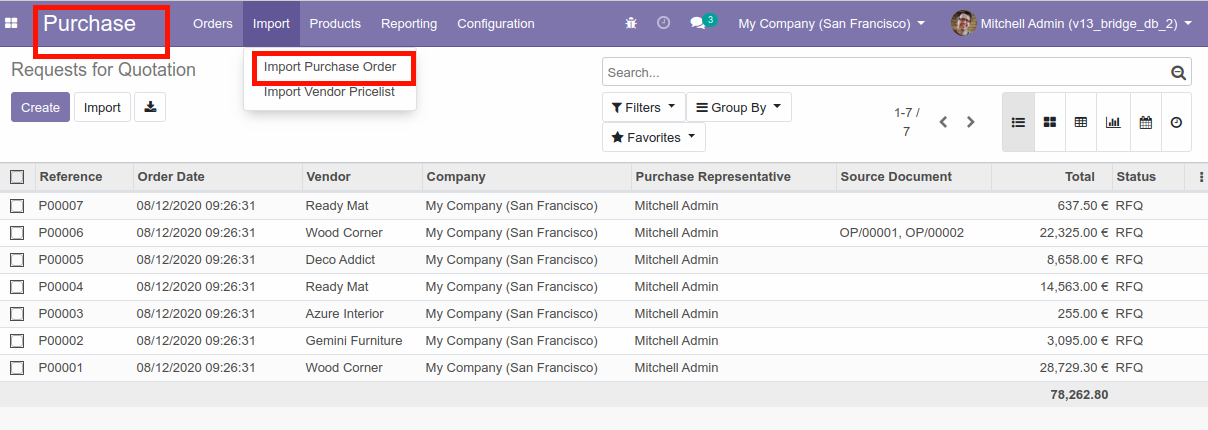 Purchase Orders Import Products Reporting Configuration 3 My Company (San Francisco) Mitchell Admin (v13_bridge_db_2)
Import Purchase Order
Import Vendor Pricelist
Requests for Quotation
Search...
Create Import
Filters Group By
Favorites
1-7 /
7
Reference Order Date Vendor Company Purchase Representative Source Document Total Status
P00007 08/12/2020 09:26:31 Ready Mat My Company (San Francisco) Mitchell Admin 637.50 € RFQ
P00006 08/12/2020 09:26:31 Wood Corner My Company (San Francisco) Mitchell Admin OP/00001, OP/00002 22,325.00 € RFQ
P00005 08/12/2020 09:26:31 Deco Addict My Company (San Francisco) Mitchell Admin 8,658.00 € RFQ
P00004 08/12/2020 09:26:31 Ready Mat My Company (San Francisco) Mitchell Admin 14,563.00 € RFQ
P00003 08/12/2020 09:26:31 Azure Interior My Company (San Francisco) Mitchell Admin 255.00 € RFQ
P00002 08/12/2020 09:26:31 Gemini Furniture My Company (San Francisco) Mitchell Admin 3,095.00 € RFQ
P00001 08/12/2020 09:26:31 Wood Corner My Company (San Francisco) Mitchell Admin 28,729.30 € RFQ
78,262.80